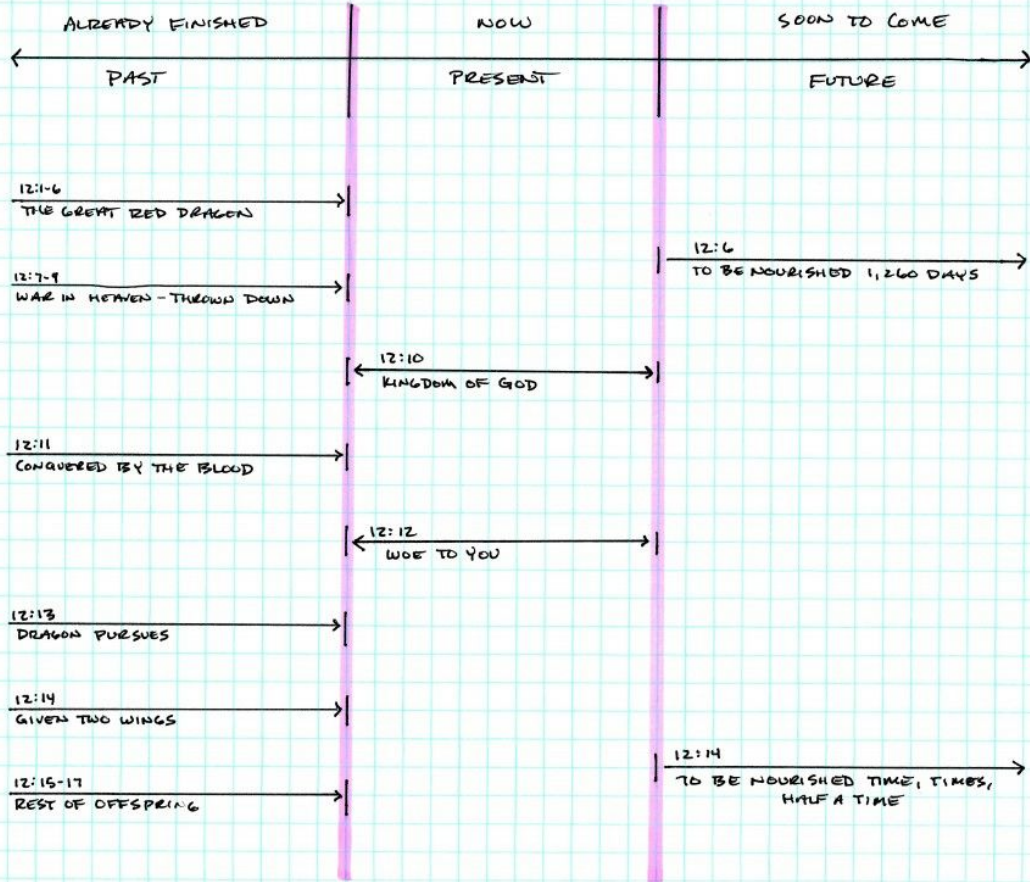 ALREADY FINISHED NOW SOON TO COME
PAST PRESENT FUTURE
12:1-6
THE GREAT RED DRAGON
12:6
TO BE NOURISHED 1,260 DAYS
12:7-9
WAR IN HEAVEN - THROWN DOWN
12:10
KINGDOM OF GOD
12:11
CONQUERED BY THE BLOOD
12:12
WOE TO YOU
12:13
DRAGON PURSUES
12:14
GIVEN TWO WINGS
12:14
TO BE NOURISHED TIME, TIMES,
HALF A TIME
12:15-17
REST OF OFFSPRING